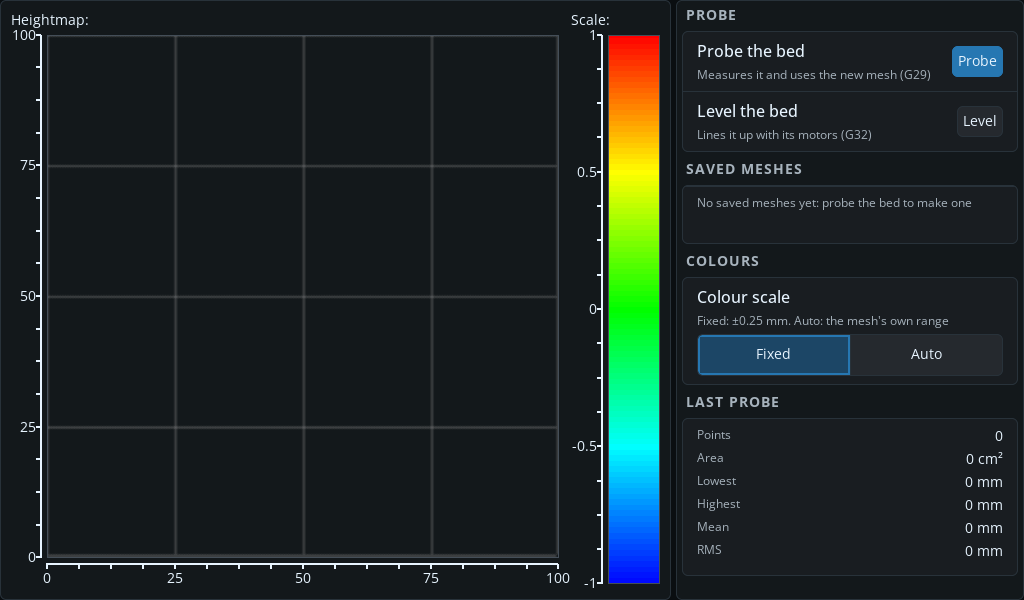 Heightmap:
100
75
50
25
0
0
25
50
75
100
Scale:
1
0.5
0
-0.5
-1
PROBE
Probe the bed
Measures it and uses the new mesh (G29)
Probe
Level the bed
Lines it up with its motors (G32)
Level
SAVED MESHES
No saved meshes yet: probe the bed to make one
COLOURS
Colour scale
Fixed: ±0.25 mm. Auto: the mesh's own range
Fixed
Auto
LAST PROBE
Points 0
Area 0 cm²
Lowest 0 mm
Highest 0 mm
Mean 0 mm
RMS 0 mm